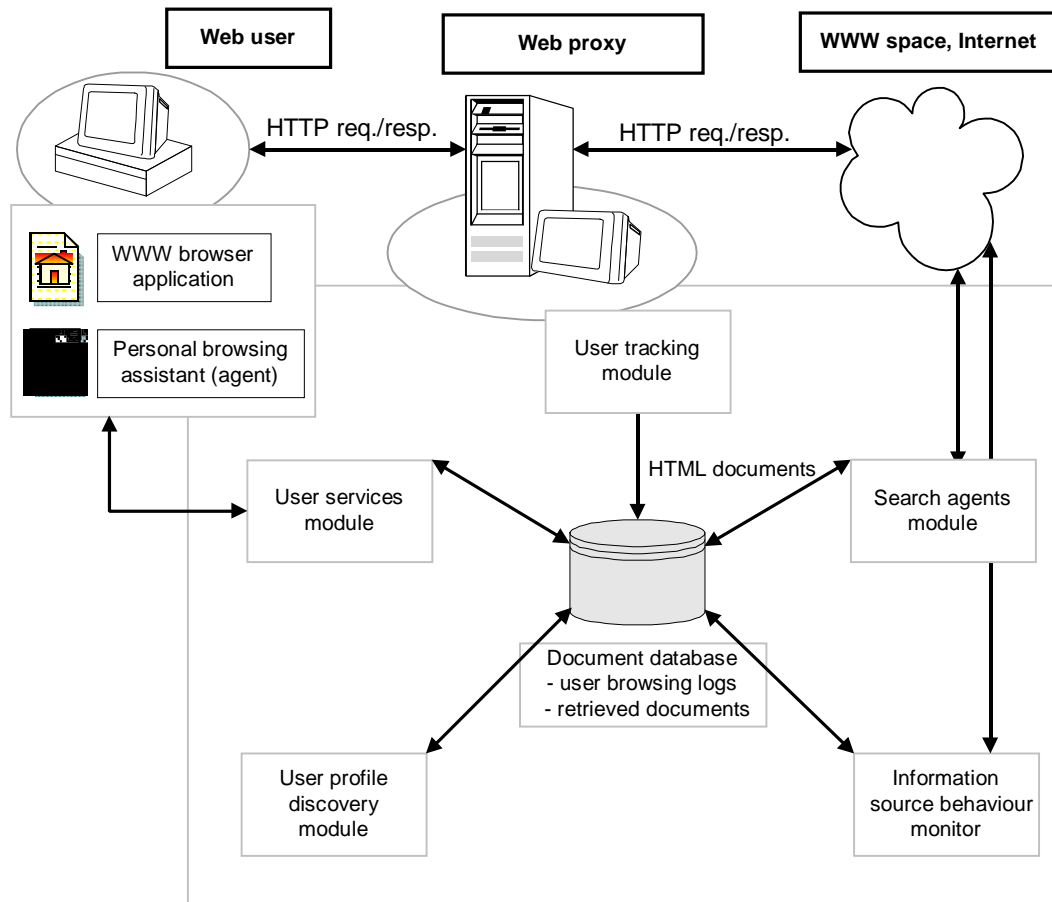 Web user
Web proxy
WWW space, Internet
HTTP req./resp.
HTTP req./resp.
WWW browser
application
Personal browsing
assistant (agent)
User tracking
module
HTML documents
User services
module
Search agents
module
Document database
- user browsing logs
- retrieved documents
User profile
discovery
module
Information
source behaviour
monitor